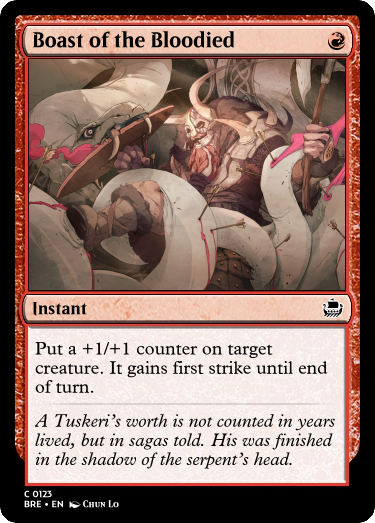 Boast of the Bloodied
Instant
Put a +1/+1 counter on target
creature. It gains first strike until end
of turn.
A Tuskeri's worth is not counted in years
lived, but in sagas told. His was finished
in the shadow of the serpent's head.
C 0123
BRE • EN Chun Lo